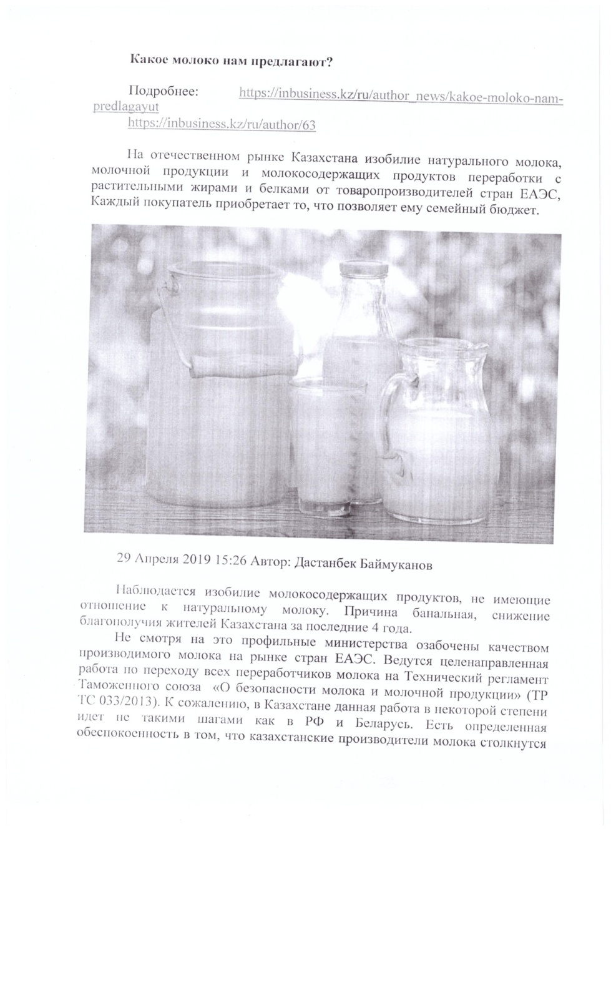 Какое молоко нам предлагают?
Подробнее: https://inbusiness.kz/ru/author_news/kakoe-moloko-nam-
predlagayut
https://inbusiness.kz/ru/author/63
На отечественном рынке Казахстана изобилие натурального молока,
молочной продукции и молокосодержащих продуктов переработки с
растительными жирами и белками от товаропроизводителей стран ЕАЭС,
Каждый покупатель приобретает то, что позволяет ему семейный бюджет.
29 Апреля 2019 15:26 Автор: Дастанбек Баймуканов
Наблюдается изобилие молокосодержащих продуктов, не имеющие
отношение к натуральному молоку. Причина банальная, снижение
благополучия жителей Казахстана за последние 4 года.
Не смотря на это профильные министерства озабочены качеством
производимого молока на рынке стран ЕАЭС. Ведутся целенаправленная
работа по переходу всех переработчиков молока на Технический регламент
Таможенного союза «О безопасности молока и молочной продукции» (ТР
ТС 033/2013). К сожалению, в Казахстане данная работа в некоторой степени
идет не такими шагами как в РФ и Беларусь. Есть определенная
обеспокоенность в том, что казахстанские производители молока столкнутся